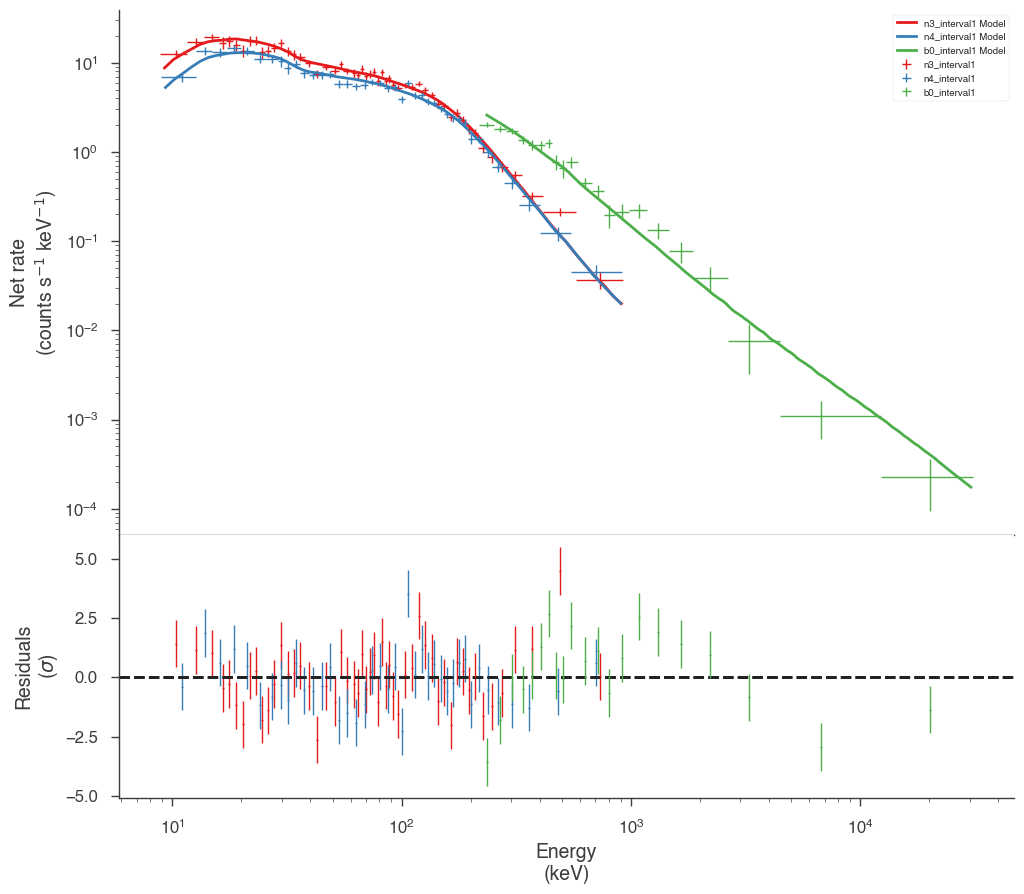 n3_interval1 Model
n4_interval1 Model
b0_interval1 Model
n3_interval1
n4_interval1
b0_interval1
Net rate
(counts s⁻¹ keV⁻¹)
10¹
10⁰
10⁻¹
10⁻²
10⁻³
10⁻⁴
Residuals
(σ)
5.0
2.5
0.0
−2.5
−5.0
10¹ 10² 10³ 10⁴
Energy
(keV)